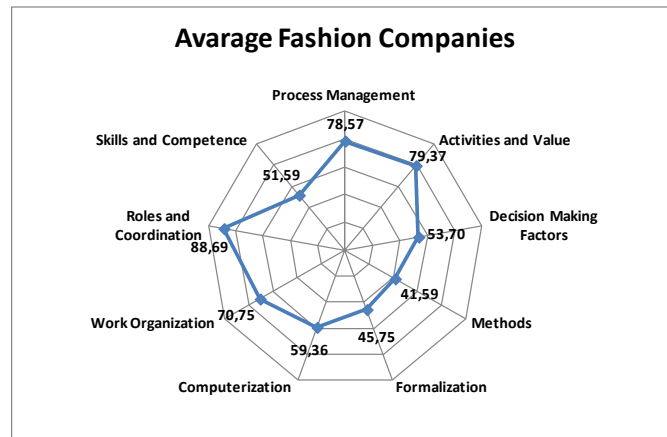 Avarage Fashion Companies
Process Management
78,57
Skills and Competence
Activities and Value
79,37
51,59
Roles and
Coordination
88,69
Decision Making
Factors
53,70
41,59
70,75
Work Organization
Methods
45,75
59,36
Computerization
Formalization